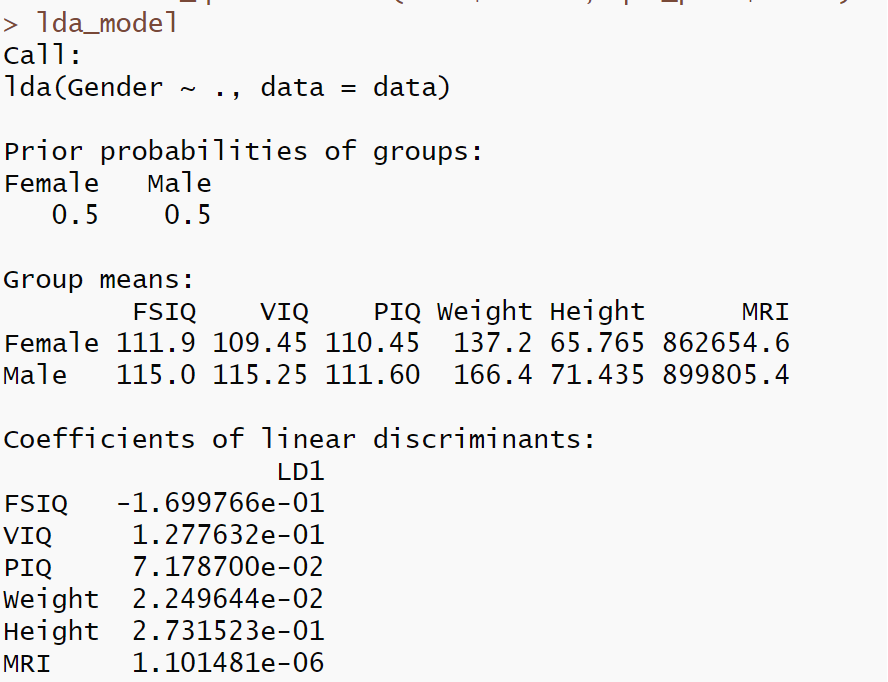 > lda_model
Call:
lda(Gender ~ ., data = data)
Prior probabilities of groups:
Female   Male
   0.5    0.5
Group means:
        FSIQ    VIQ    PIQ Weight Height      MRI
Female 111.9 109.45 110.45  137.2 65.765 862654.6
Male   115.0 115.25 111.60  166.4 71.435 899805.4
Coefficients of linear discriminants:
                 LD1
FSIQ   -1.699766e-01
VIQ     1.277632e-01
PIQ     7.178700e-02
Weight  2.249644e-02
Height  2.731523e-01
MRI     1.101481e-06